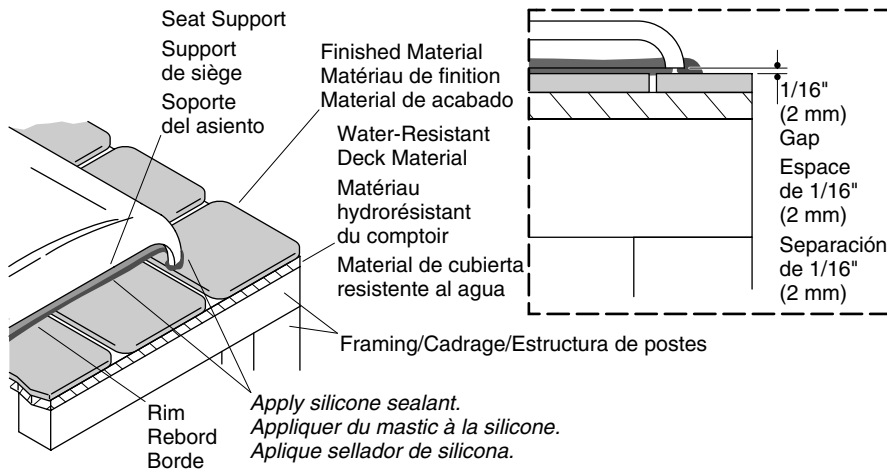 Seat Support
Support
de siège
Soporte
del asiento
Finished Material
Matériau de finition
Material de acabado
Water-Resistant
Deck Material
Matériau
hydrorésistant
du comptoir
Material de cubierta
resistente al agua
1/16"
(2 mm)
Gap
Espace
de 1/16"
(2 mm)
Separación
de 1/16"
(2 mm)
Framing/Cadrage/Estructura de postes
Rim
Rebord
Borde
Apply silicone sealant.
Appliquer du mastic à la silicone.
Aplique sellador de silicona.